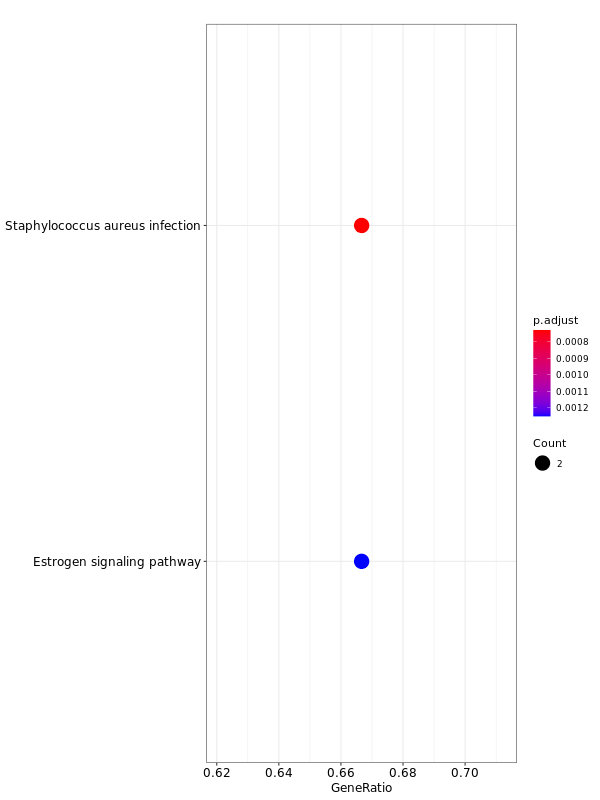 Staphylococcus aureus infection
Estrogen signaling pathway
0.62 0.64 0.66 0.68 0.70
GeneRatio
p.adjust
0.0008
0.0009
0.0010
0.0011
0.0012
Count
2